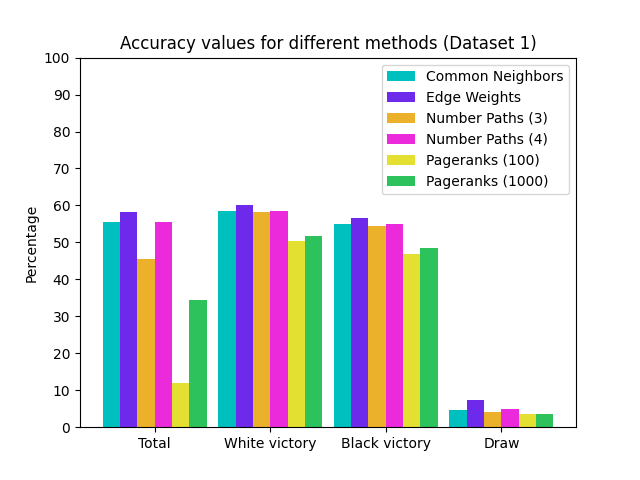 Accuracy values for different methods (Dataset 1)
100
90
80
70
60
50
40
30
20
10
0
Percentage
Common Neighbors
Edge Weights
Number Paths (3)
Number Paths (4)
Pageranks (100)
Pageranks (1000)
Total
White victory
Black victory
Draw